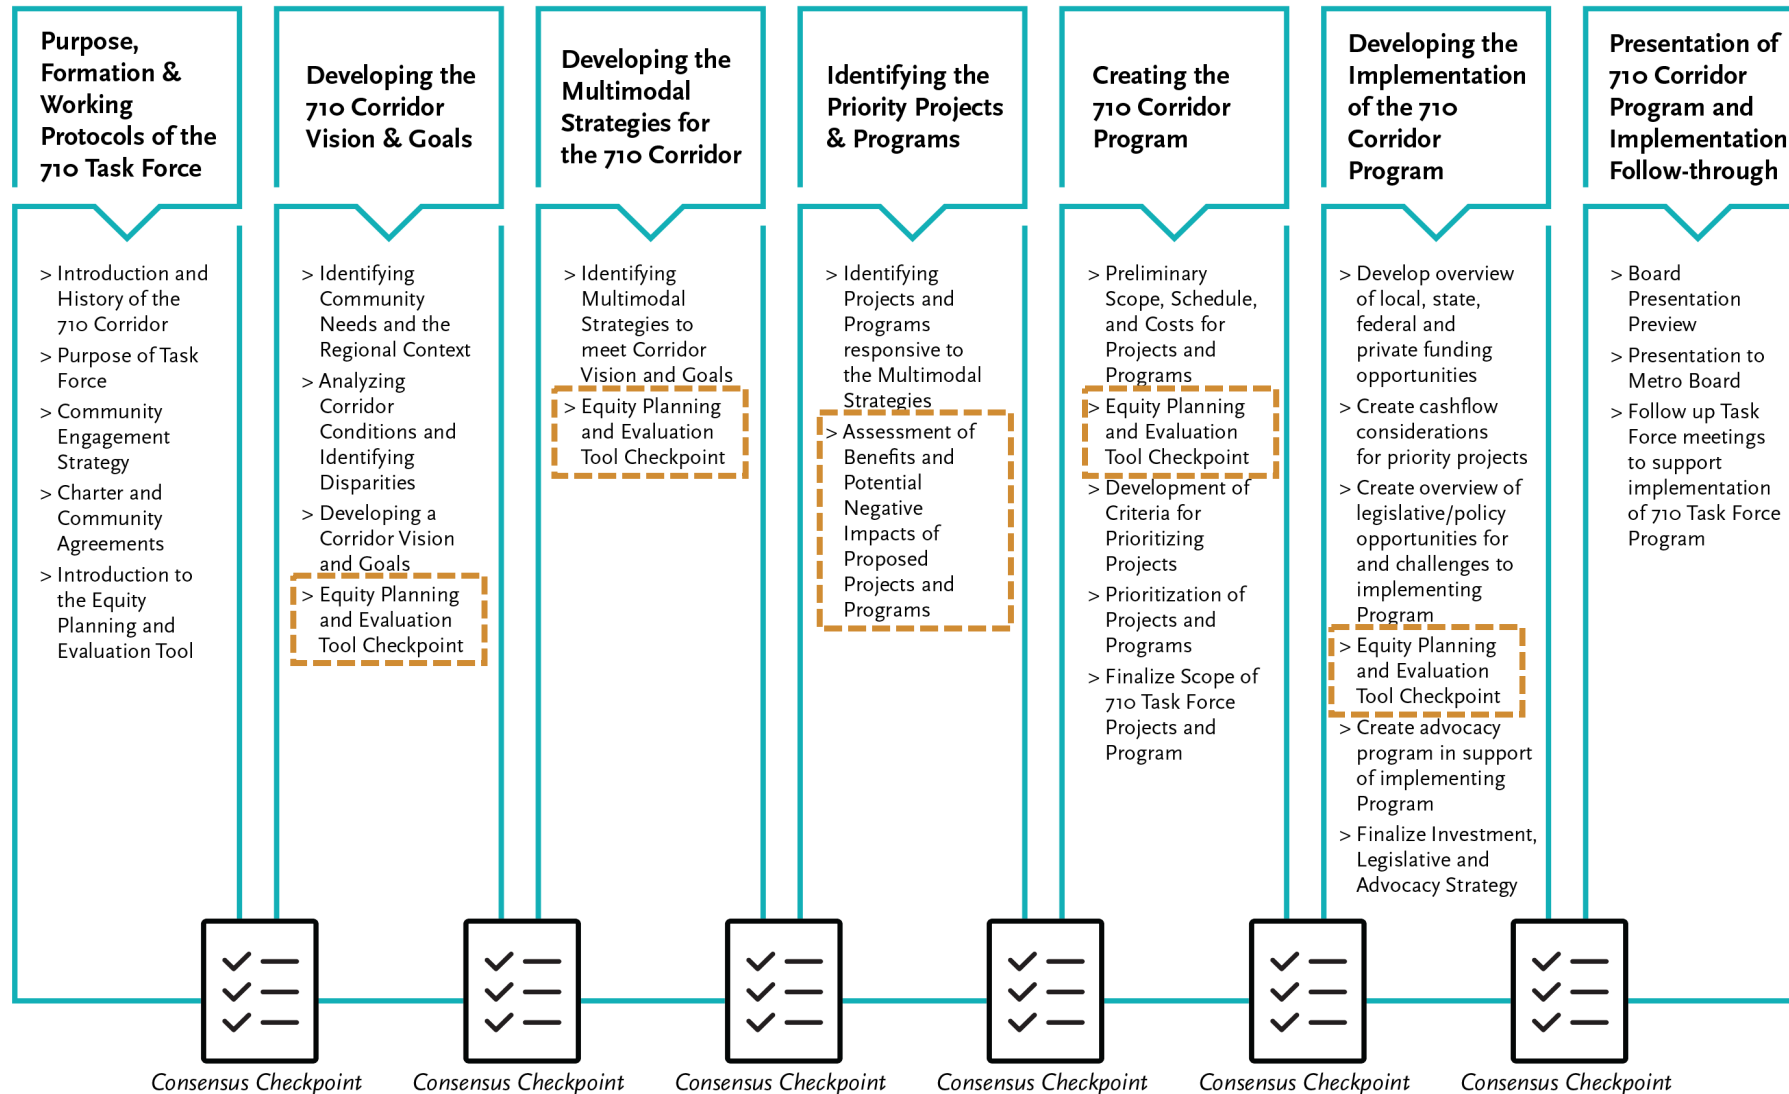 Purpose,
Formation &
Working
Protocols of the
710 Task Force
> Introduction and
History of the
710 Corridor
> Purpose of Task
Force
> Community
Engagement
Strategy
> Charter and
Community
Agreements
> Introduction to
the Equity
Planning and
Evaluation Tool
Developing the
710 Corridor
Vision & Goals
> Identifying
Community
Needs and the
Regional Context
> Analyzing
Corridor
Conditions and
Identifying
Disparities
> Developing a
Corridor Vision
and Goals
> Equity Planning
and Evaluation
Tool Checkpoint
Developing the
Multimodal
Strategies for
the 710 Corridor
> Identifying
Multimodal
Strategies to
meet Corridor
Vision and Goals
> Equity Planning
and Evaluation
Tool Checkpoint
Identifying the
Priority Projects
& Programs
> Identifying
Projects and
Programs
responsive to
the Multimodal
Strategies
> Assessment of
Benefits and
Potential
Negative
Impacts of
Proposed
Projects and
Programs
Creating the
710 Corridor
Program
> Preliminary
Scope, Schedule,
and Costs for
Projects and
Programs
> Equity Planning
and Evaluation
Tool Checkpoint
> Development of
Criteria for
Prioritizing
Projects
> Prioritization of
Projects and
Programs
> Finalize Scope of
710 Task Force
Projects and
Program
Developing the
Implementation
of the 710
Corridor
Program
> Develop overview
of local, state,
federal and
private funding
opportunities
> Create cashflow
considerations
for priority projects
> Create overview of
legislative/policy
opportunities for
and challenges to
implementing
Program
> Equity Planning
and Evaluation
Tool Checkpoint
> Create advocacy
program in support
of implementing
Program
> Finalize Investment,
Legislative and
Advocacy Strategy
Presentation of
710 Corridor
Program and
Implementation
Follow-through
> Board
Presentation
Preview
> Presentation to
Metro Board
> Follow up Task
Force meetings
to support
implementation
of 710 Task Force
Program
Consensus Checkpoint
Consensus Checkpoint
Consensus Checkpoint
Consensus Checkpoint
Consensus Checkpoint
Consensus Checkpoint